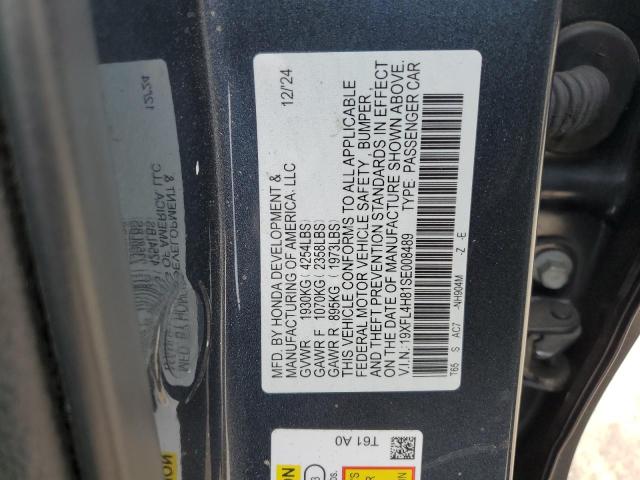 MFD. BY HONDA DEVELOPMENT & 12/'24
MANUFACTURING OF AMERICA, LLC
GVWR 1930KG (4254LBS)
GAWR F 1070KG (2358LBS)
GAWR R 895KG (1973LBS)
THIS VEHICLE CONFORMS TO ALL APPLICABLE
FEDERAL MOTOR VEHICLE SAFETY, BUMPER,
AND THEFT PREVENTION STANDARDS IN EFFECT
ON THE DATE OF MANUFACTURE SHOWN ABOVE.
V.I.N.:19XFL4H81SE008489 TYPE: PASSENGER CAR
T65 S AC7 -NH904M -Z -E
T61 A0